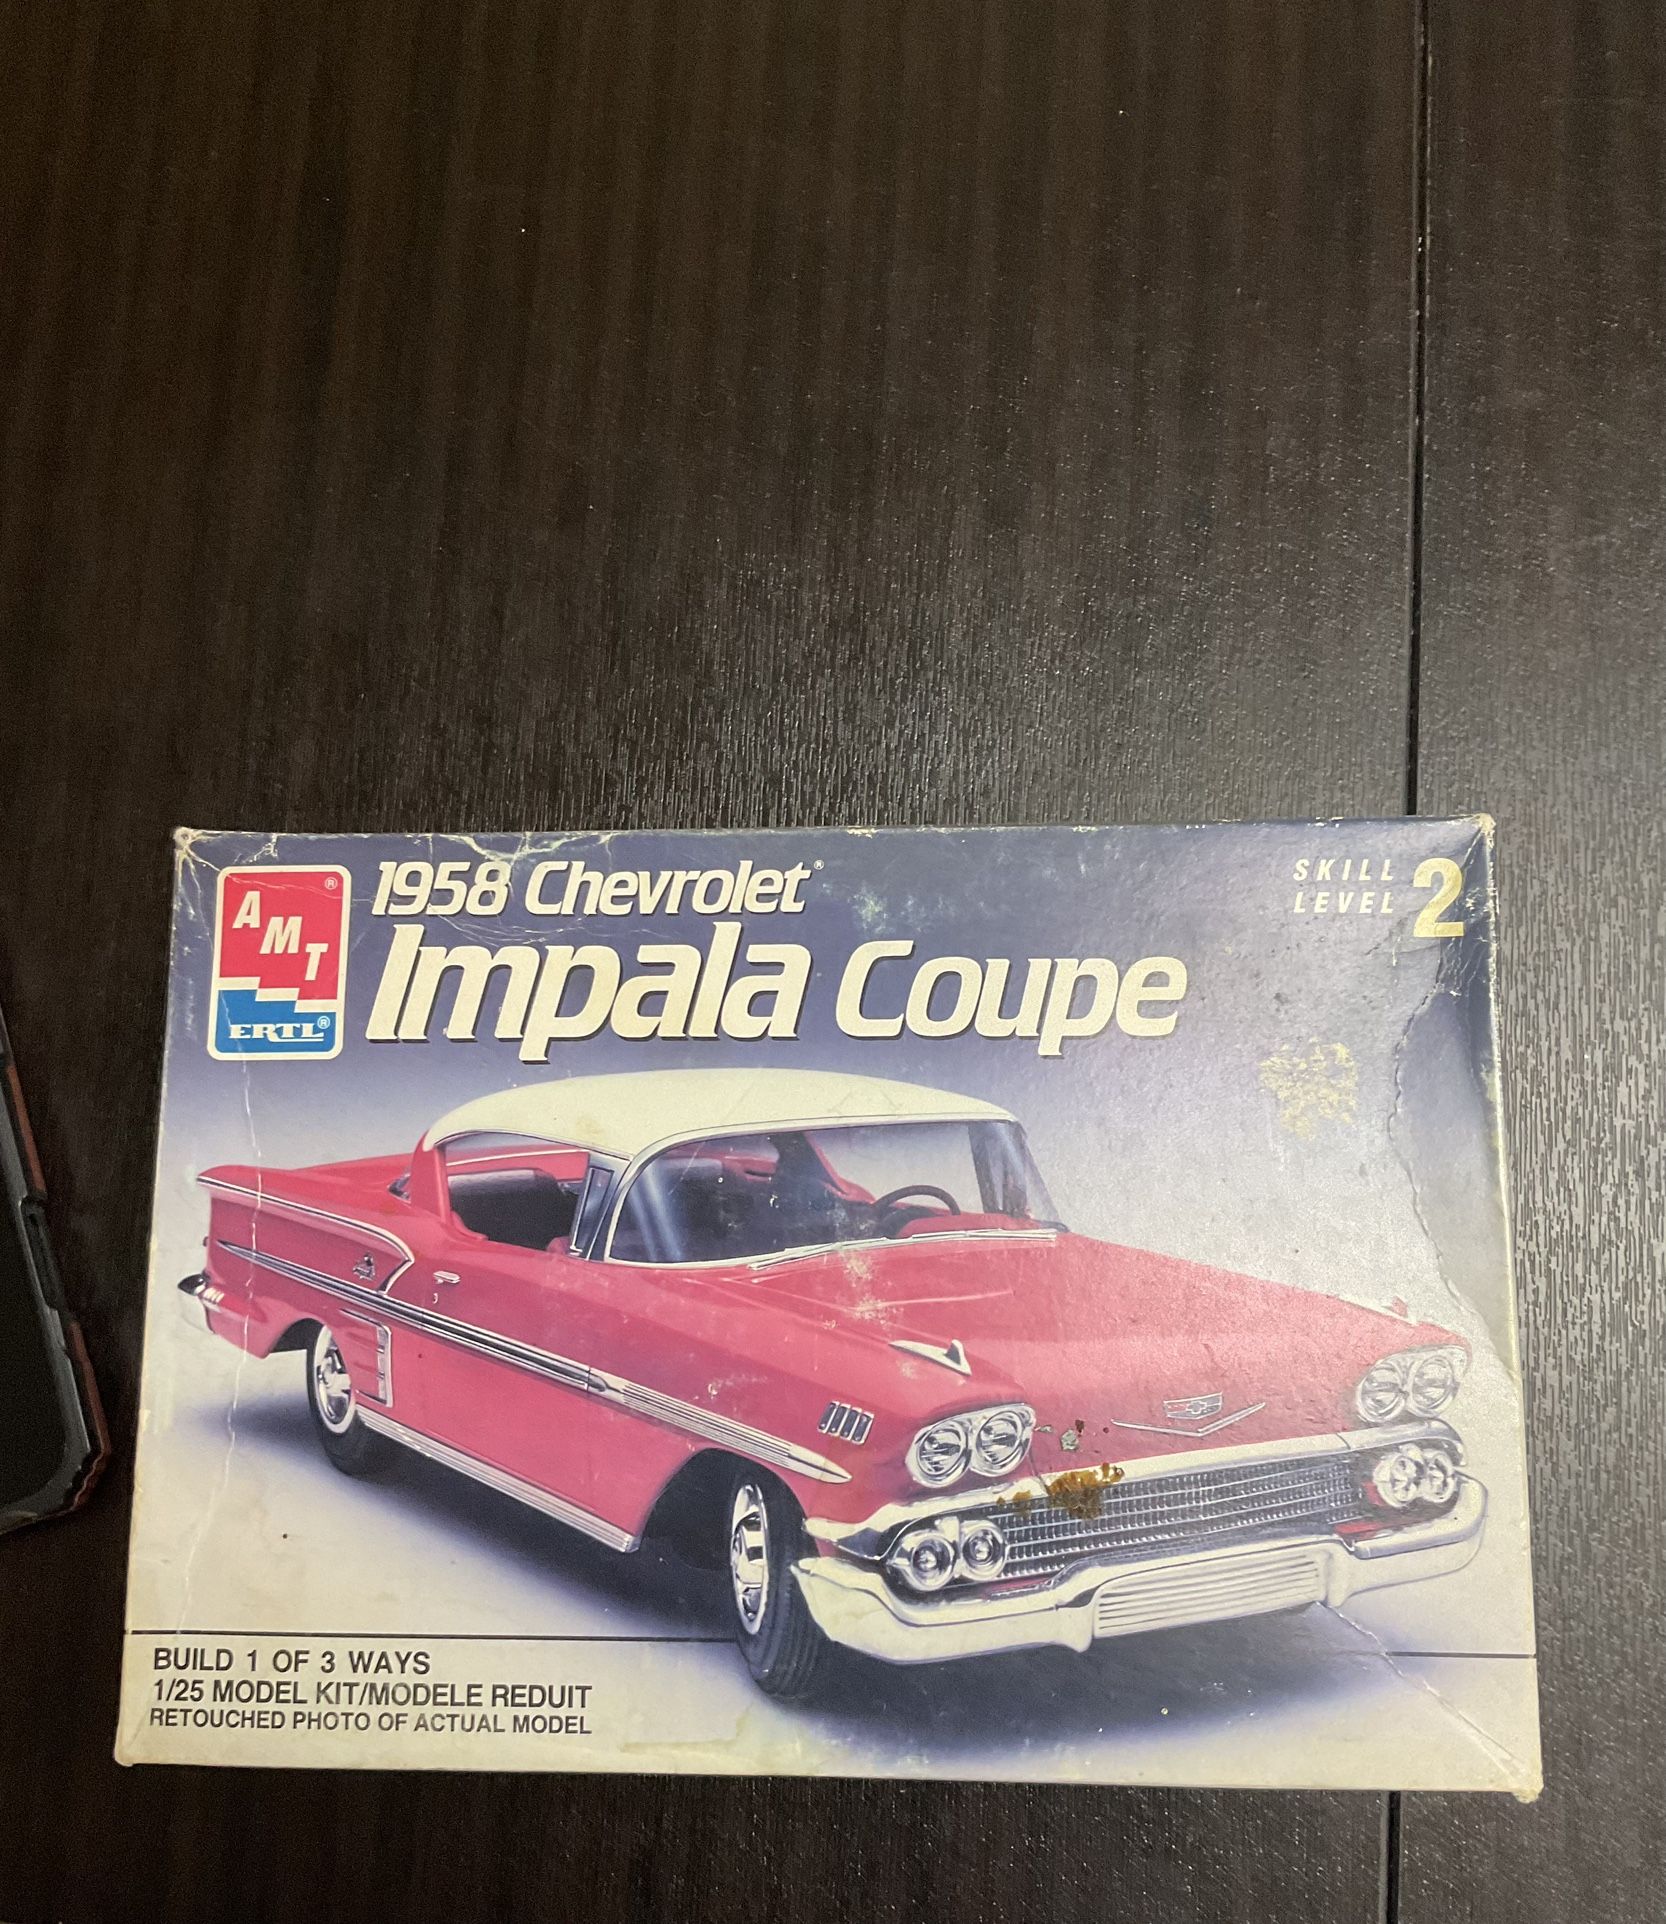 AMT®
ERTL®
1958 Chevrolet®
Impala Coupe
SKILL
LEVEL 2
BUILD 1 OF 3 WAYS
1/25 MODEL KIT/MODELE REDUIT
RETOUCHED PHOTO OF ACTUAL MODEL